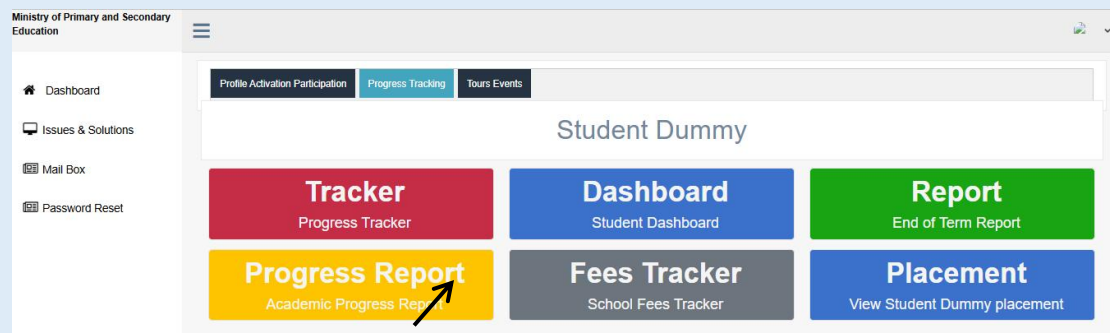 Ministry of Primary and Secondary
Education
Dashboard
Issues & Solutions
Mail Box
Password Reset
Profile Activation Participation
Progress Tracking
Tours Events
Student Dummy
Tracker
Progress Tracker
Dashboard
Student Dashboard
Report
End of Term Report
Progress Report
Academic Progress Report
Fees Tracker
School Fees Tracker
Placement
View Student Dummy placement